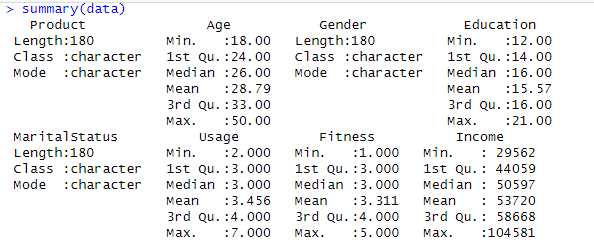 > summary(data)
Product Age Gender Education
Length:180 Min. :18.00 Length:180 Min. :12.00
Class :character 1st Qu.:24.00 Class :character 1st Qu.:14.00
Mode :character Median :26.00 Mode :character Median :16.00
Mean :28.79 Mean :15.57
3rd Qu.:33.00 3rd Qu.:16.00
Max. :50.00 Max. :21.00
MaritalStatus Usage Fitness Income
Length:180 Min. :2.000 Min. :1.000 Min. : 29562
Class :character 1st Qu.:3.000 1st Qu.:3.000 1st Qu.: 44059
Mode :character Median :3.000 Median :3.000 Median : 50597
Mean :3.456 Mean :3.311 Mean : 53720
3rd Qu.:4.000 3rd Qu.:4.000 3rd Qu.: 58668
Max. :7.000 Max. :5.000 Max. :104581